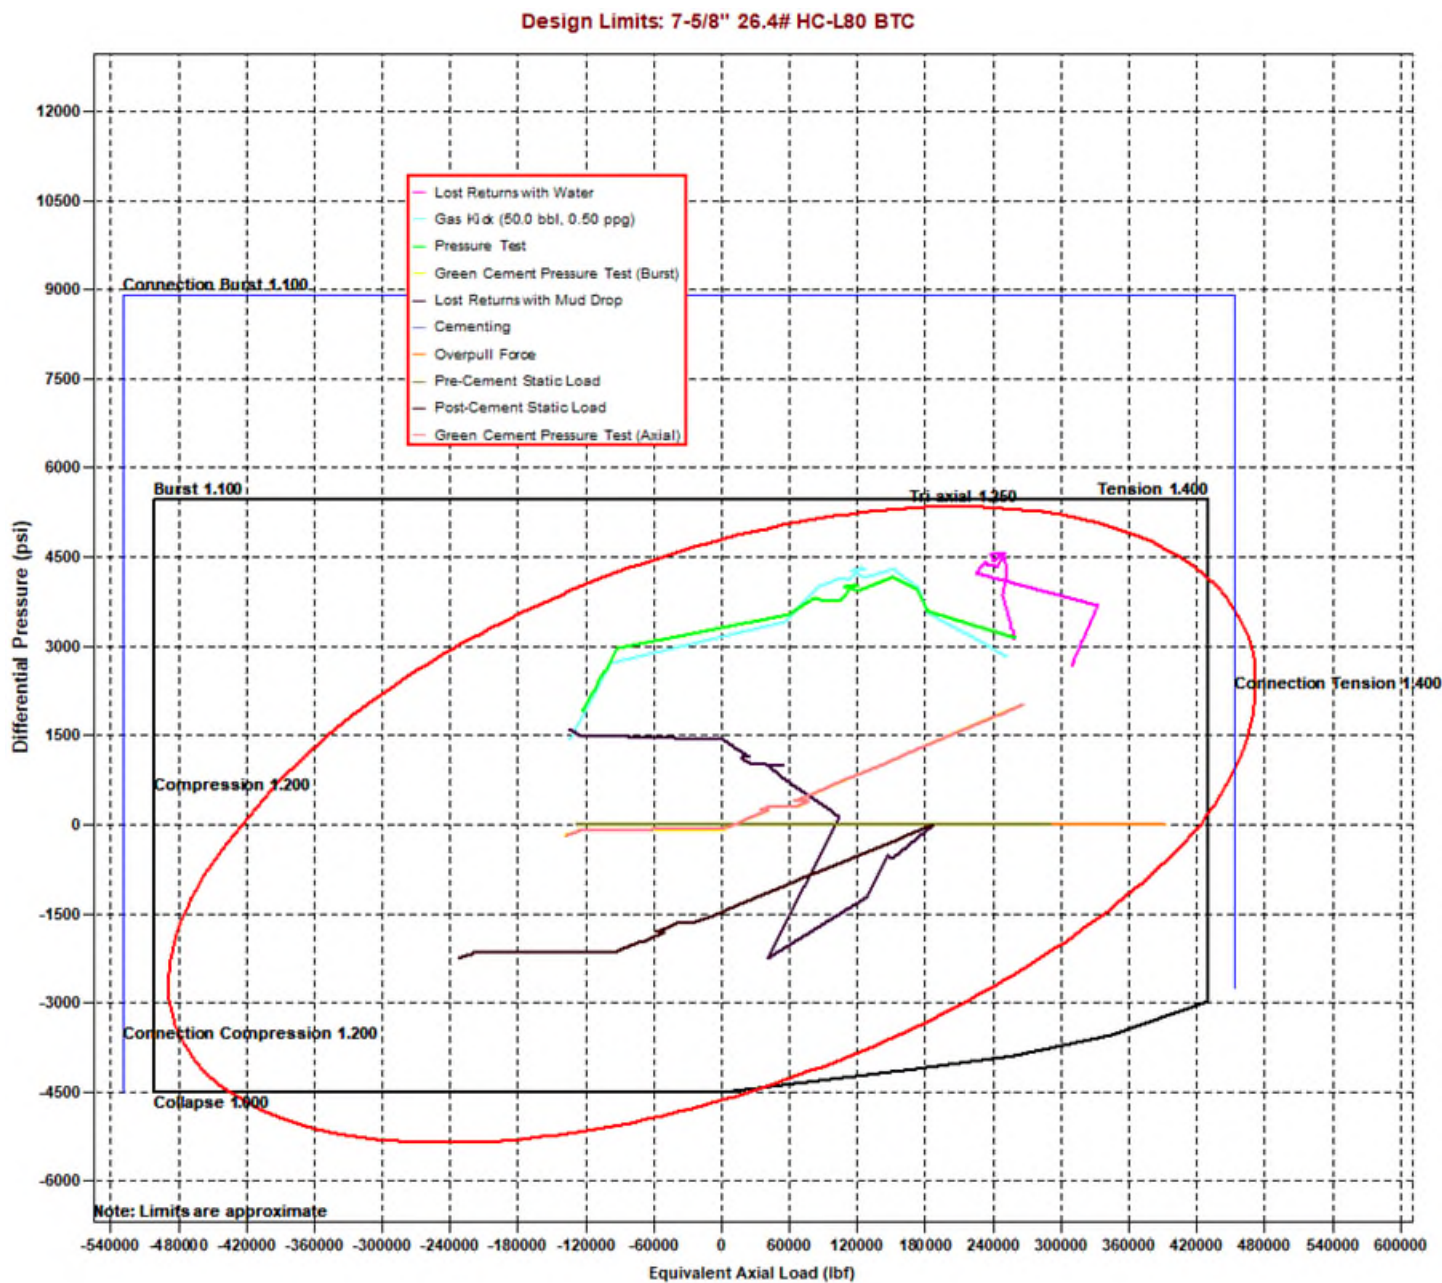 Design Limits: 7-5/8" 26.4# HC-L80 BTC
12000
10500
9000
7500
6000
4500
3000
1500
0
-1500
-3000
-4500
-6000
Differential Pressure (psi)
Lost Returns with Water
Gas Kick (50.0 bbl, 0.50 ppg)
Pressure Test
Green Cement Pressure Test (Burst)
Lost Returns with Mud Drop
Cementing
Overpull Force
Pre-Cement Static Load
Post-Cement Static Load
Green Cement Pressure Test (Axial)
Connection Burst 1.100
Burst 1.100
Tri axial 1.250
Tension 1.400
Connection Tension 1.400
Compression 1.200
Connection Compression 1.200
Collapse 1.000
Note: Limits are approximate
-540000 -480000 -420000 -360000 -300000 -240000 -180000 -120000 -60000 0 60000 120000 180000 240000 300000 360000 420000 480000 540000 600000
Equivalent Axial Load (lbf)